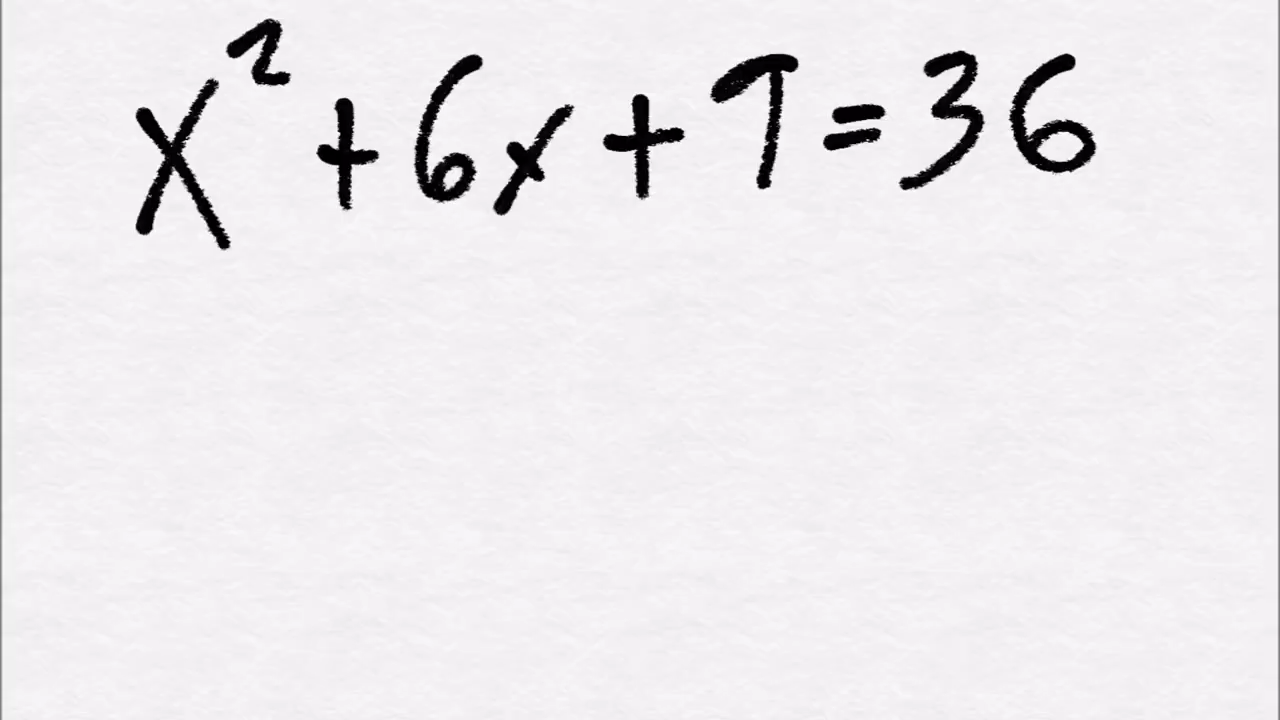 x² + 6x + 9 = 36